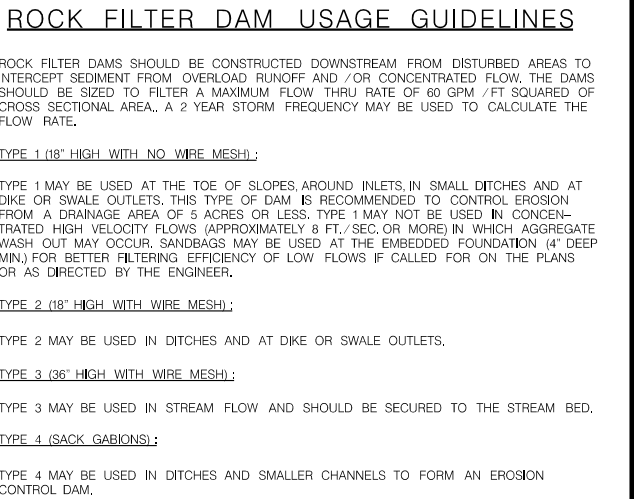 ROCK FILTER DAM USAGE GUIDELINES
ROCK FILTER DAMS SHOULD BE CONSTRUCTED DOWNSTREAM FROM DISTURBED AREAS TO
INTERCEPT SEDIMENT FROM OVERLOAD RUNOFF AND /OR CONCENTRATED FLOW. THE DAMS
SHOULD BE SIZED TO FILTER A MAXIMUM FLOW THRU RATE OF 60 GPM /FT SQUARED OF
CROSS SECTIONAL AREA.. A 2 YEAR STORM FREQUENCY MAY BE USED TO CALCULATE THE
FLOW RATE.
TYPE 1 (18" HIGH WITH NO WIRE MESH) :
TYPE 1 MAY BE USED AT THE TOE OF SLOPES, AROUND INLETS, IN SMALL DITCHES AND AT
DIKE OR SWALE OUTLETS. THIS TYPE OF DAM IS RECOMMENDED TO CONTROL EROSION
FROM A DRAINAGE AREA OF 5 ACRES OR LESS. TYPE 1 MAY NOT BE USED IN CONCEN–
TRATED HIGH VELOCITY FLOWS (APPROXIMATELY 8 FT./SEC. OR MORE) IN WHICH AGGREGATE
WASH OUT MAY OCCUR. SANDBAGS MAY BE USED AT THE EMBEDDED FOUNDATION (4" DEEP
MIN.) FOR BETTER FILTERING EFFICIENCY OF LOW FLOWS IF CALLED FOR ON THE PLANS
OR AS DIRECTED BY THE ENGINEER.
TYPE 2 (18" HIGH WITH WIRE MESH) :
TYPE 2 MAY BE USED IN DITCHES AND AT DIKE OR SWALE OUTLETS.
TYPE 3 (36" HIGH WITH WIRE MESH) :
TYPE 3 MAY BE USED IN STREAM FLOW AND SHOULD BE SECURED TO THE STREAM BED.
TYPE 4 (SACK GABIONS) :
TYPE 4 MAY BE USED IN DITCHES AND SMALLER CHANNELS TO FORM AN EROSION
CONTROL DAM.